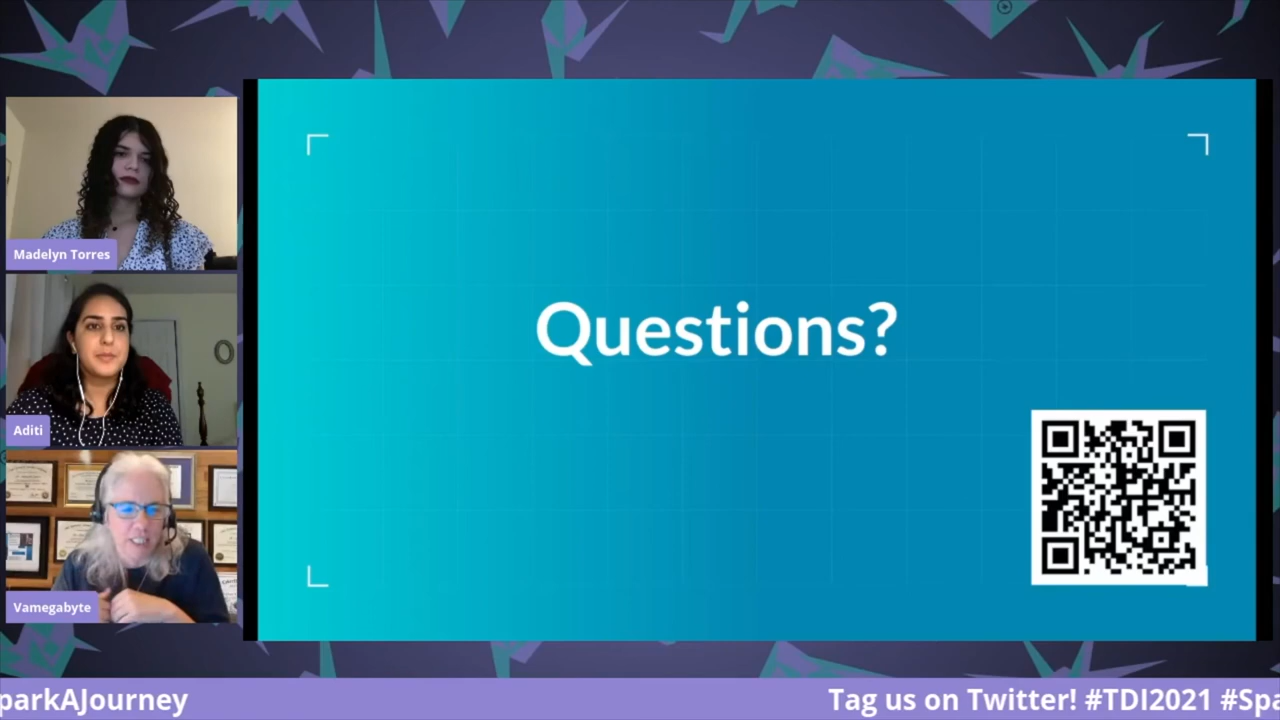 Madelyn Torres
Aditi
Vamegabyte
Questions?
parkAJourney
Tag us on Twitter! #TDI2021 #Spa